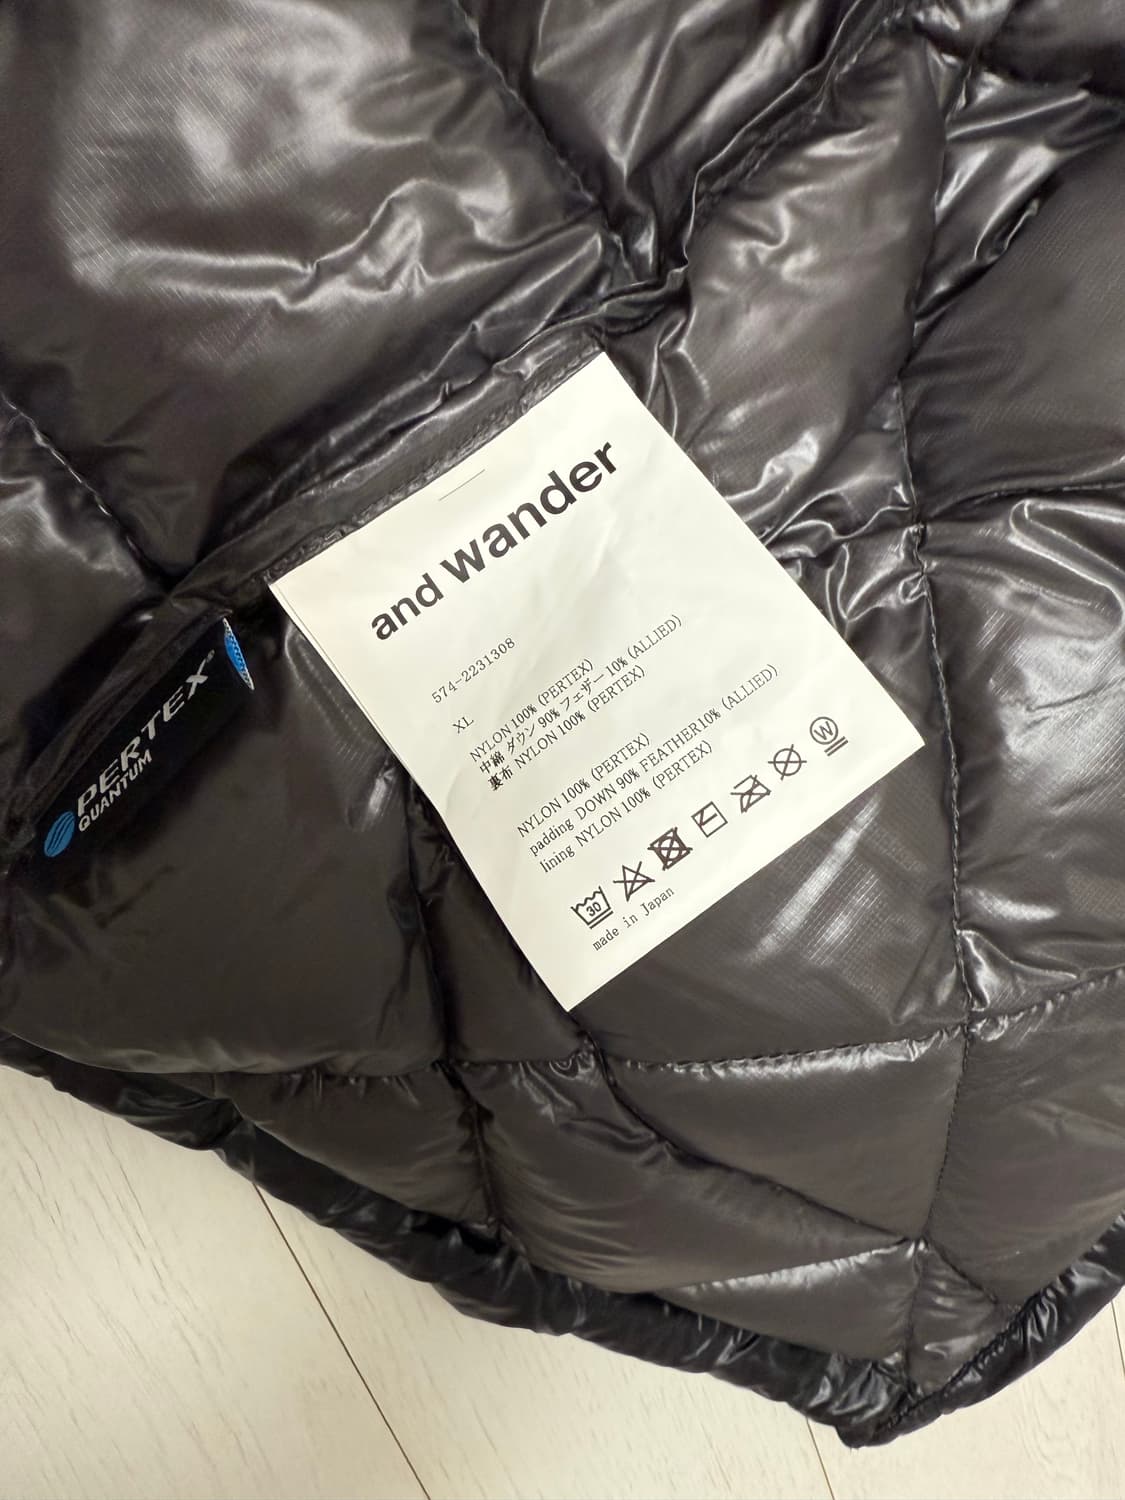 and wander
574-2231308
XL
NYLON 100% (PERTEX)
中綿 ダウン 90% フェザー 10% (ALLIED)
裏布 NYLON 100% (PERTEX)
NYLON 100% (PERTEX)
padding DOWN 90% FEATHER10% (ALLIED)
lining NYLON 100% (PERTEX)
30
W
made in Japan
PERTEX®
QUANTUM